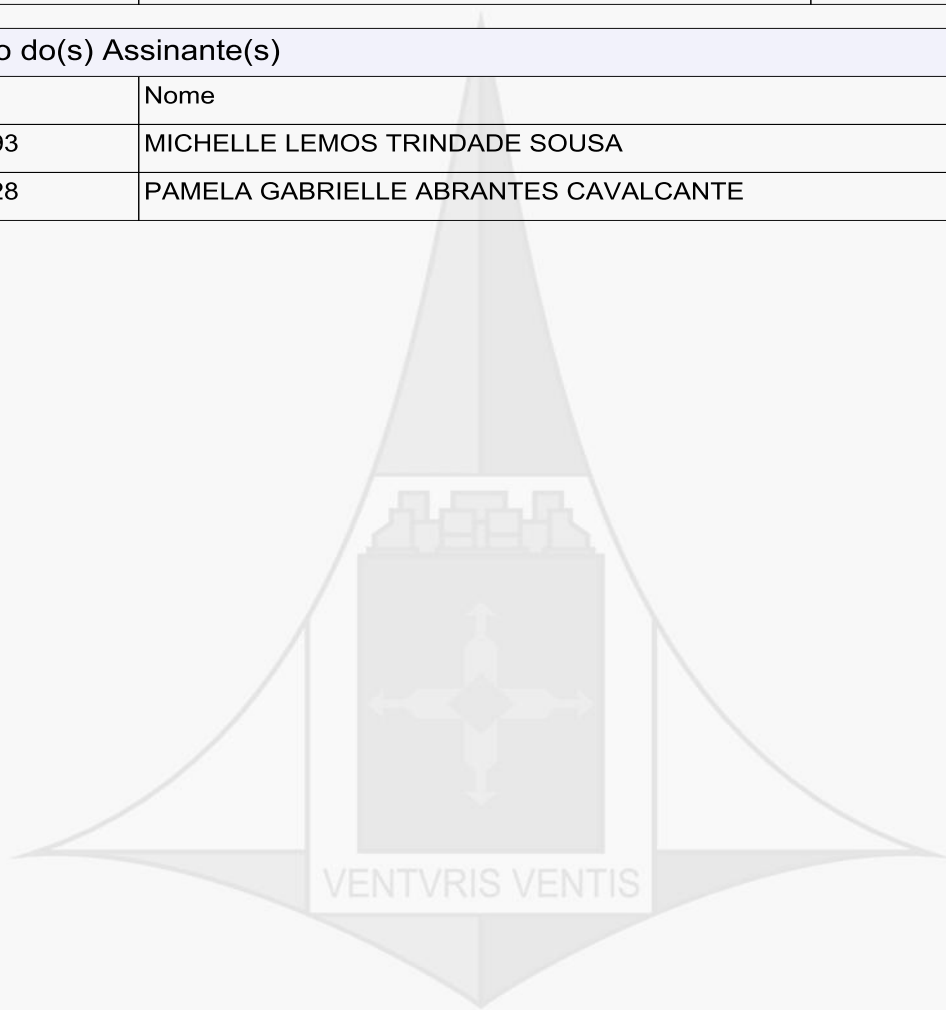 o do(s) Assinante(s)
Nome
93 MICHELLE LEMOS TRINDADE SOUSA
28 PAMELA GABRIELLE ABRANTES CAVALCANTE
VENTVRIS VENTIS